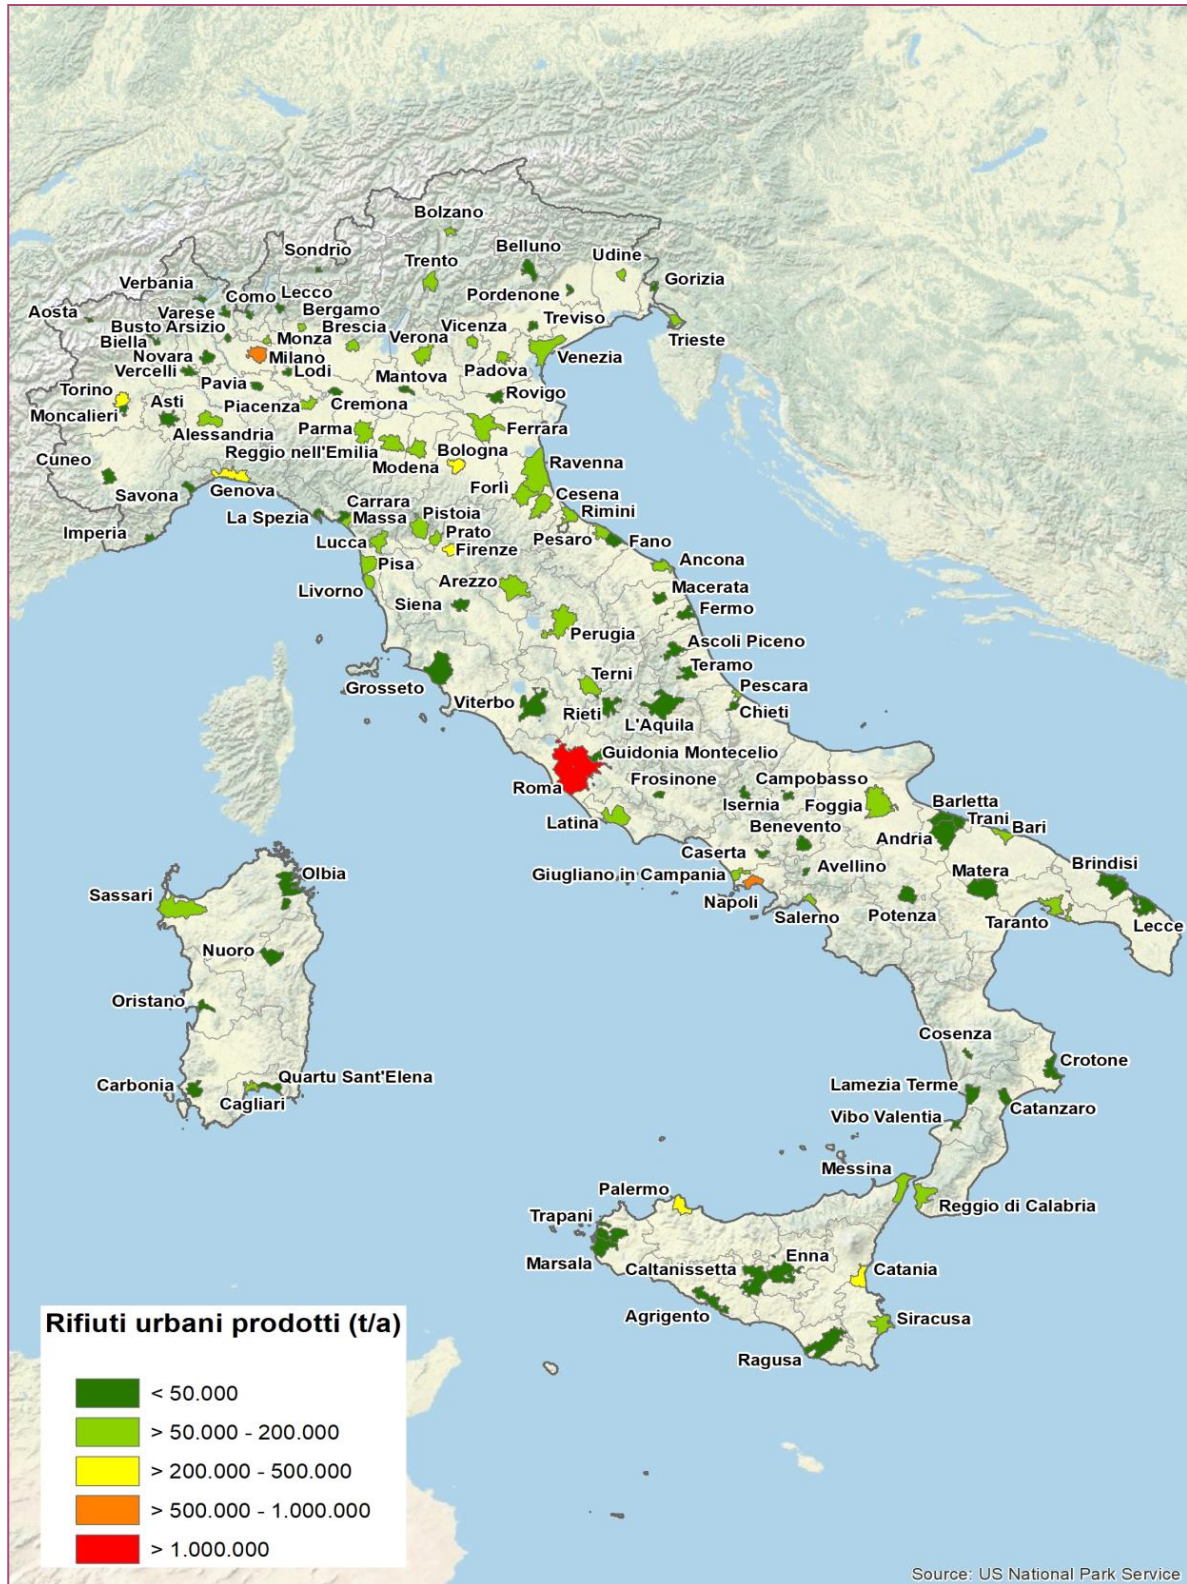 Bolzano
Sondrio
Belluno
Udine
Trento
Verbania
Pordenone
Gorizia
Aosta
Varese
Como
Lecco
Bergamo
Treviso
Busto Arsizio
Brescia
Verona
Vicenza
Biella
Monza
Trieste
Novara
Milano
Padova
Venezia
Vercelli
Lodi
Torino
Pavia
Mantova
Rovigo
Moncalieri
Asti
Piacenza
Cremona
Alessandria
Parma
Ferrara
Reggio nell'Emilia
Bologna
Cuneo
Modena
Ravenna
Savona
Genova
Forlì
Cesena
Carrara
Imperia
La Spezia
Massa
Pistoia
Rimini
Prato
Pesaro
Fano
Lucca
Firenze
Pisa
Ancona
Arezzo
Livorno
Macerata
Siena
Fermo
Perugia
Ascoli Piceno
Teramo
Grosseto
Terni
Pescara
Viterbo
Rieti
L'Aquila
Chieti
Guidonia Montecelio
Roma
Frosinone
Campobasso
Isernia
Foggia
Barletta
Latina
Trani
Benevento
Andria
Bari
Caserta
Giugliano in Campania
Avellino
Matera
Brindisi
Olbia
Sassari
Napoli
Salerno
Potenza
Taranto
Lecce
Nuoro
Oristano
Cosenza
Crotone
Carbonia
Quartu Sant'Elena
Lamezia Terme
Cagliari
Catanzaro
Vibo Valentia
Messina
Palermo
Reggio di Calabria
Trapani
Marsala
Caltanissetta
Enna
Catania
Agrigento
Siracusa
Ragusa
Rifiuti urbani prodotti (t/a)
< 50.000
> 50.000 - 200.000
> 200.000 - 500.000
> 500.000 - 1.000.000
> 1.000.000
Source: US National Park Service